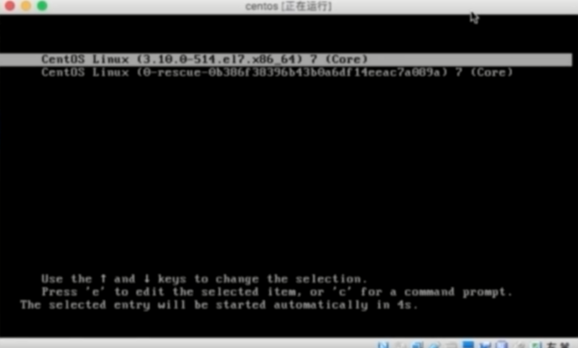 centos [正在运行]
CentOS Linux (3.10.0-514.el7.x86_64) 7 (Core)
CentOS Linux (0-rescue-0b386f38396b43b0a6df14eeac7a089a) 7 (Core)
Use the ↑ and ↓ keys to change the selection.
Press 'e' to edit the selected item, or 'c' for a command prompt.
The selected entry will be started automatically in 4s.